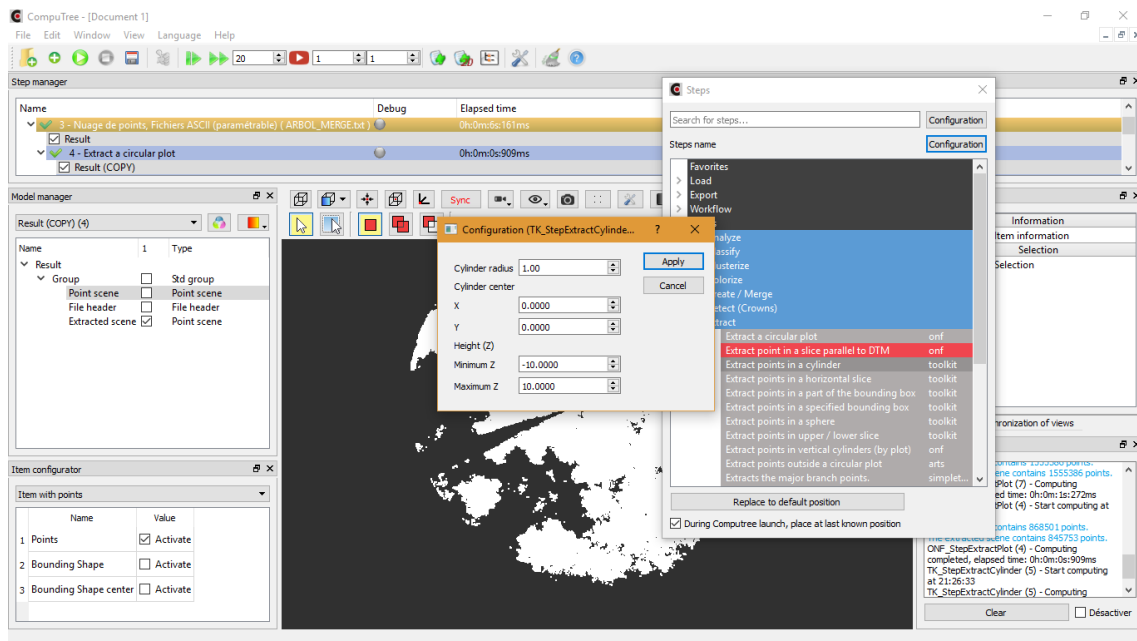 CompuTree - [Document 1]
File Edit Window View Language Help
20 1 1
Step manager
Name Debug Elapsed time
3 - Nuage de points, Fichiers ASCII (paramétrable) ( ARBOL_MERGE.txt ) 0h:0m:6s:161ms
Result
4 - Extract a circular plot 0h:0m:0s:909ms
Result (COPY)
Model manager
Result (COPY) (4)
Name 1 Type
Result
Group Std group
Point scene Point scene
File header File header
Extracted scene Point scene
Item configurator
Item with points
Name Value
1 Points Activate
2 Bounding Shape Activate
3 Bounding Shape center Activate
Sync
Configuration (TK_StepExtractCylinde... ? X
Cylinder radius 1.00 Apply
Cylinder center Cancel
X 0.0000
Y 0.0000
Height (Z)
Minimum Z -10.0000
Maximum Z 10.0000
Steps
Search for steps... Configuration
Steps name Configuration
Favorites
Load
Export
Workflow
nalyze
assify
usterize
olorize
reate / Merge
etect (Crowns)
tract
Extract a circular plot onf
Extract point in a slice parallel to DTM onf
Extract points in a cylinder toolkit
Extract points in a horizontal slice toolkit
Extract points in a part of the bounding box toolkit
Extract points in a specified bounding box toolkit
Extract points in a sphere toolkit
Extract points in upper / lower slice toolkit
Extract points in vertical cylinders (by plot) onf
Extract points outside a circular plot arts
Extracts the major branch points. simplet...
Replace to default position
During Computree launch, place at last known position
Information
Item information
Selection
Selection
hronization of views
ene contains 1555386 points.
Plot (7) - Computing
ed time: 0h:0m:1s:272ms
Plot (4) - Start computing at
contains 868501 points.
The extracted scene contains 845753 points.
ONF_StepExtractPlot (4) - Computing
completed, elapsed time: 0h:0m:0s:909ms
TK_StepExtractCylinder (5) - Start computing
at 21:26:33
TK_StepExtractCylinder (5) - Computing
Clear Désactiver